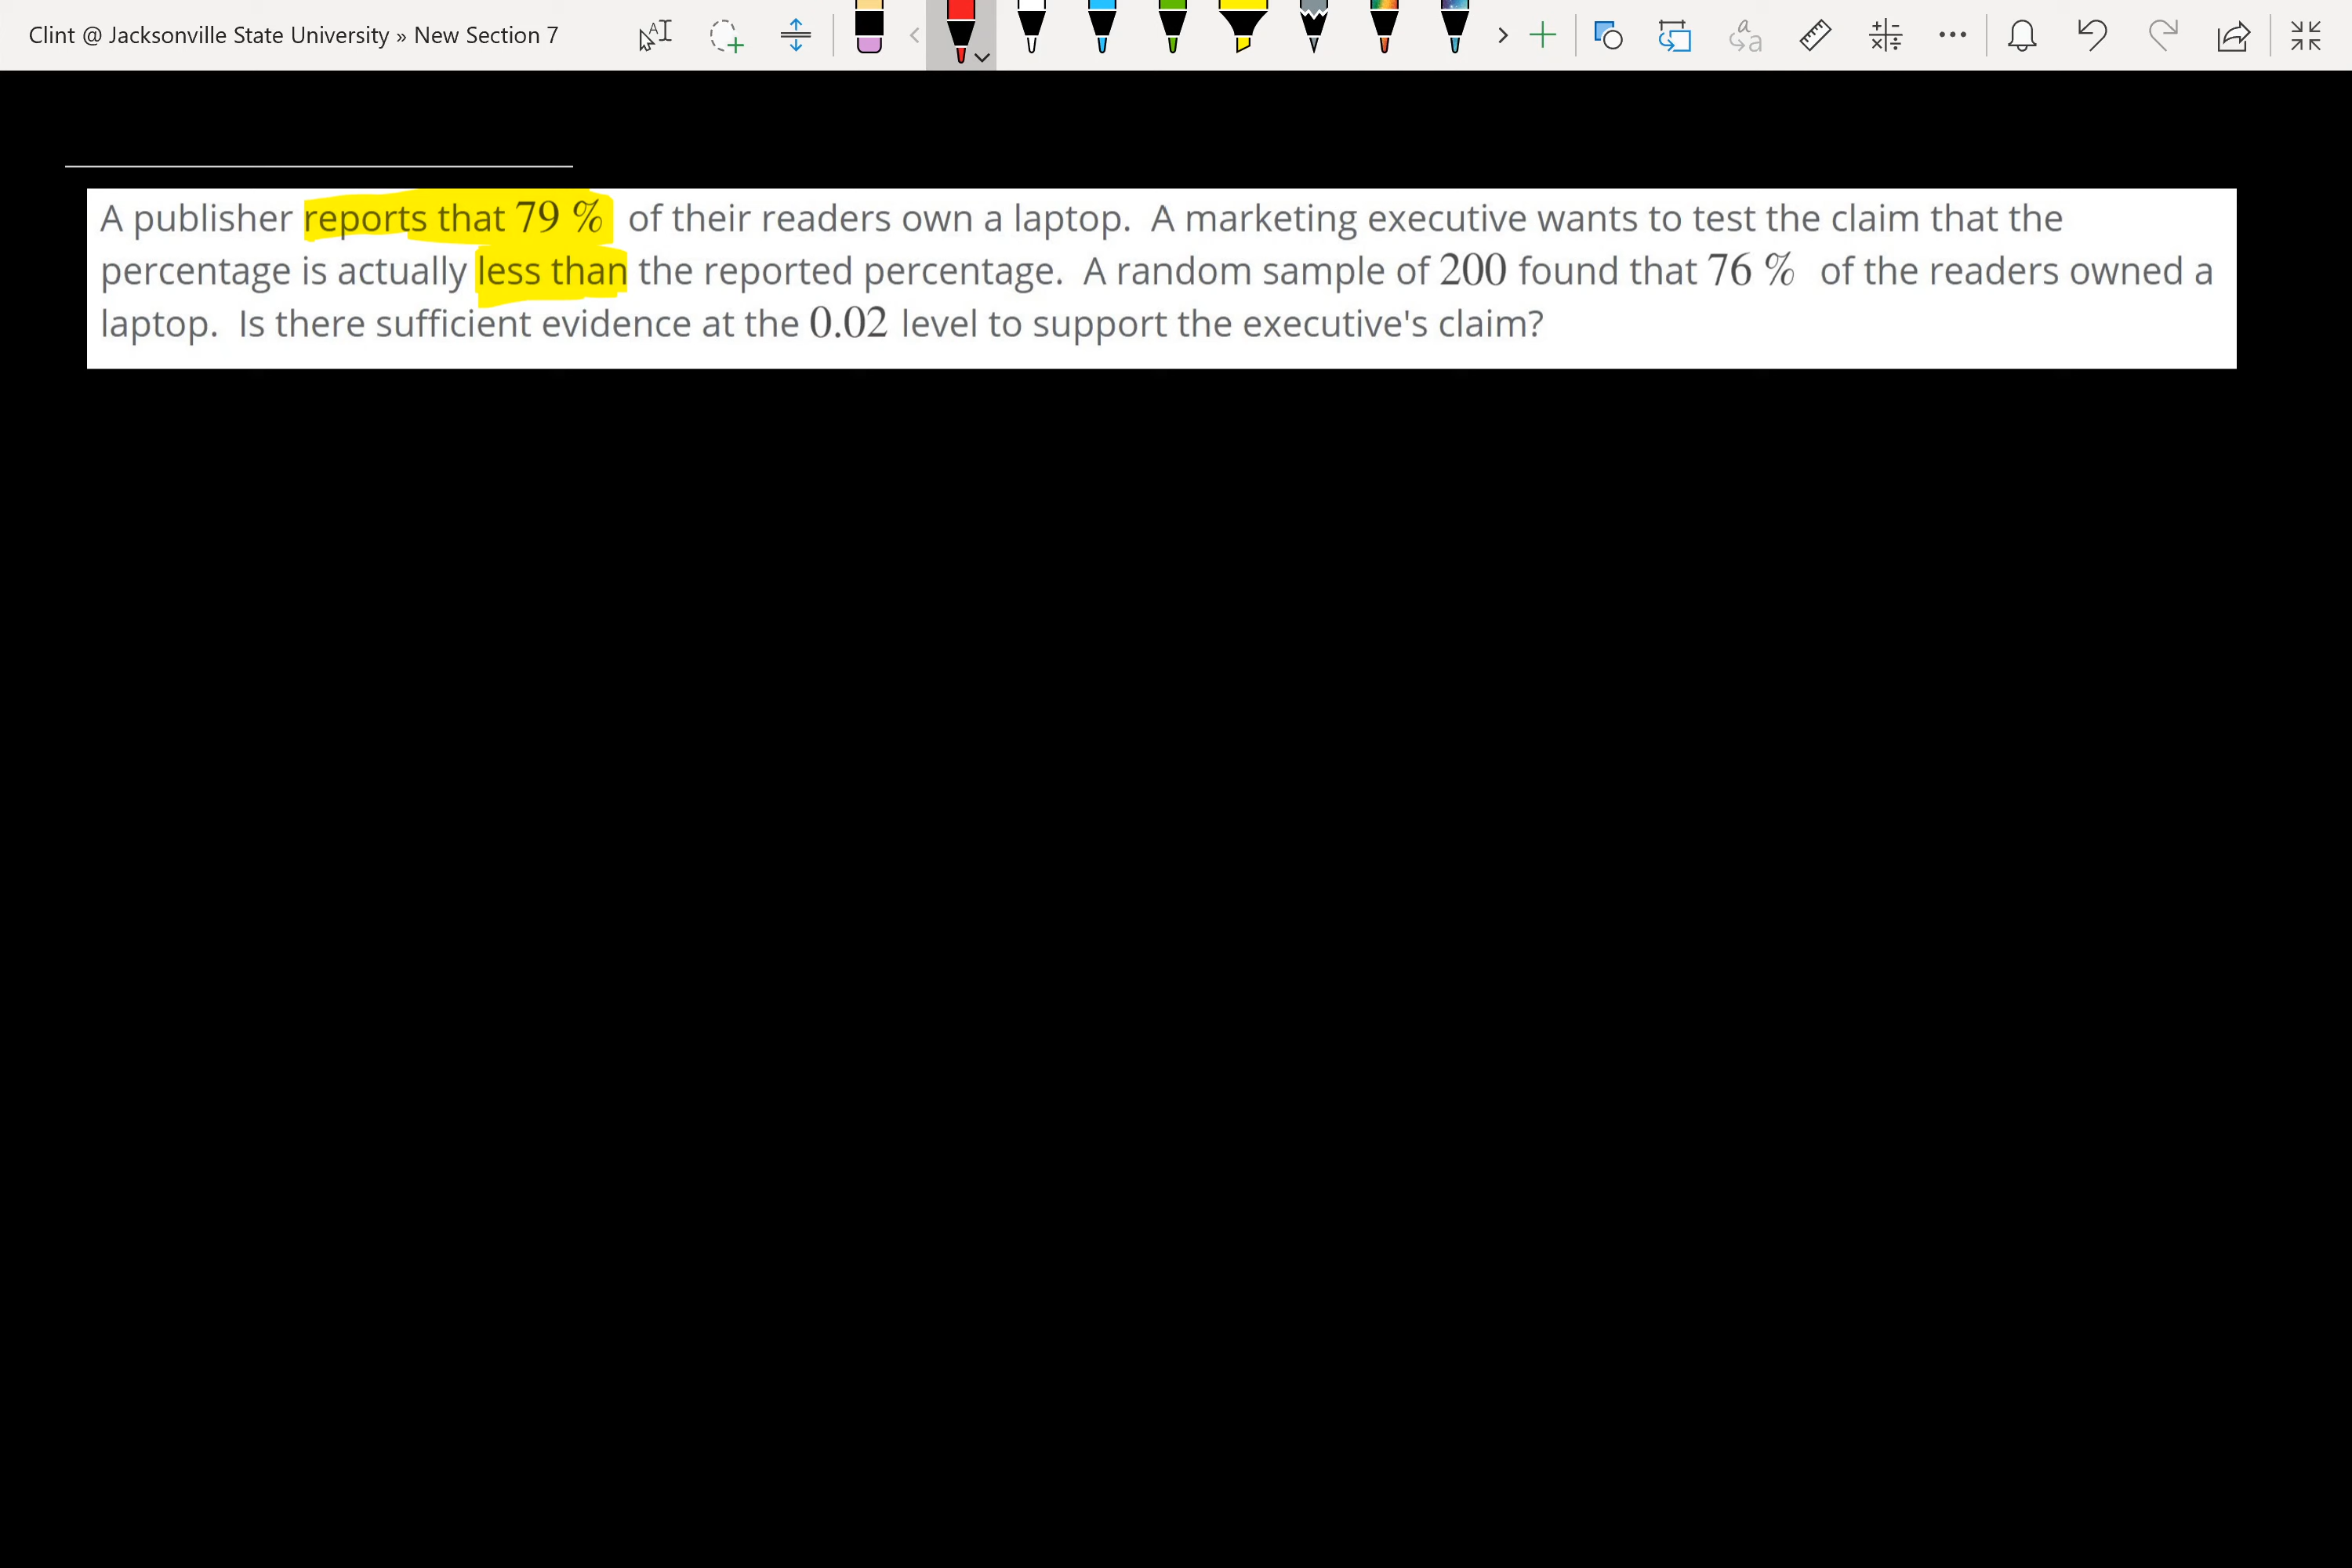 Clint @ Jacksonville State University » New Section 7
A publisher reports that 79 % of their readers own a laptop. A marketing executive wants to test the claim that the
percentage is actually less than the reported percentage. A random sample of 200 found that 76 % of the readers owned a
laptop. Is there sufficient evidence at the 0.02 level to support the executive's claim?